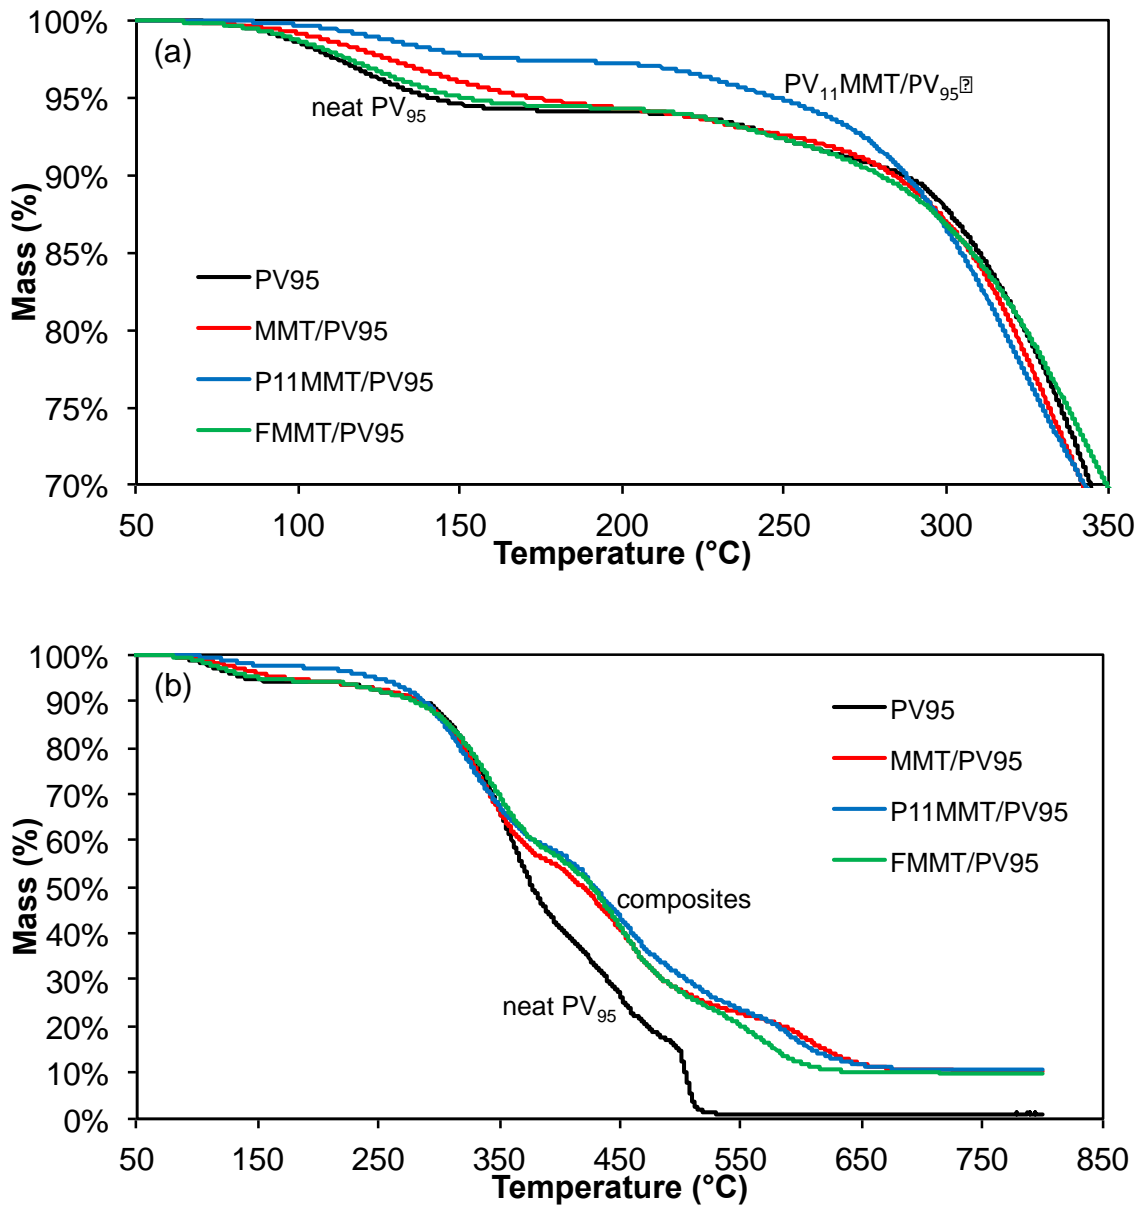 100%
(a)
95%
90%
85%
80%
75%
70%
Mass (%)
neat PV₉₅
PV₁₁MMT/PV₉₅
PV95
MMT/PV95
P11MMT/PV95
FMMT/PV95
50 100 150 200 250 300 350
Temperature (°C)
100%
(b)
90%
80%
70%
60%
50%
40%
30%
20%
10%
0%
Mass (%)
PV95
MMT/PV95
P11MMT/PV95
FMMT/PV95
composites
neat PV₉₅
50 150 250 350 450 550 650 750 850
Temperature (°C)